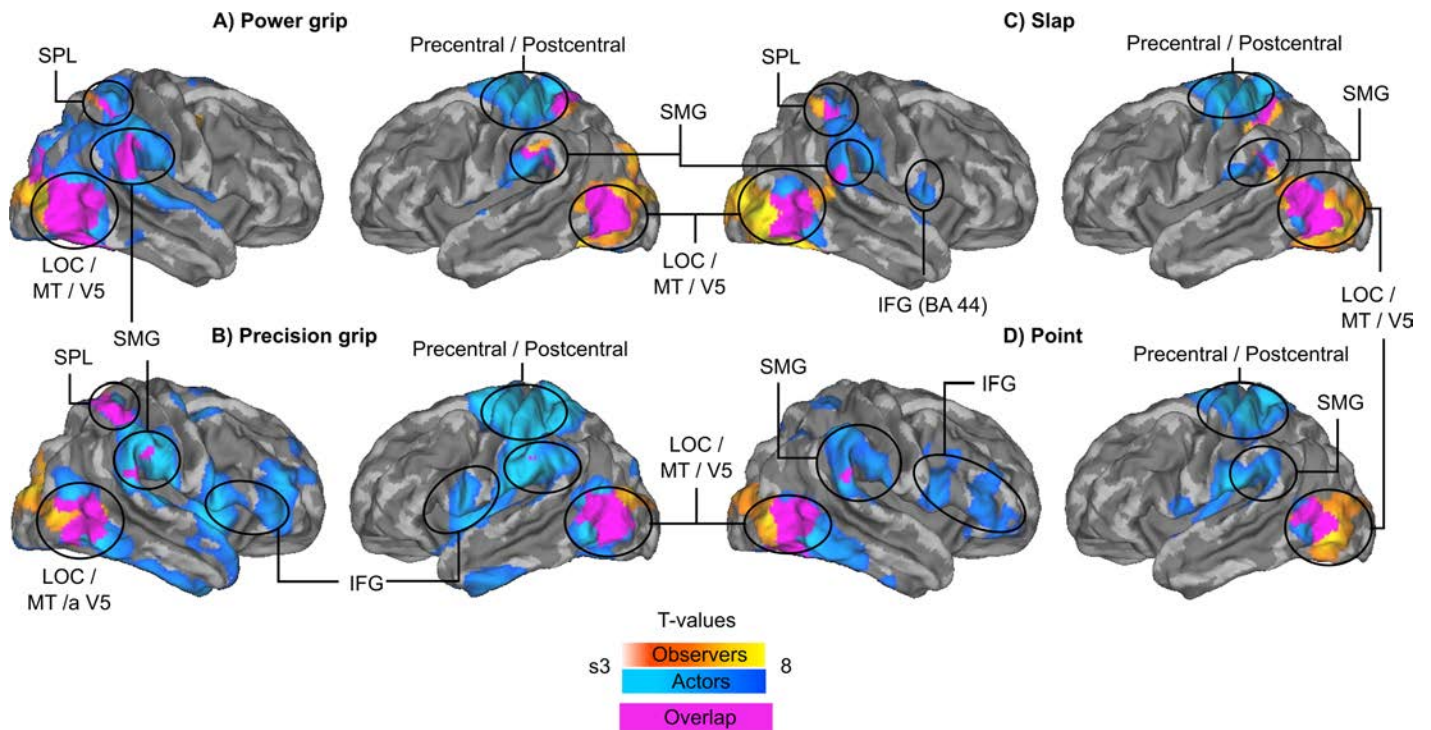 A) Power grip
C) Slap
SPL
Precentral / Postcentral
SPL
Precentral / Postcentral
SMG
SMG
LOC /
MT / V5
LOC /
MT / V5
IFG (BA 44)
LOC /
MT / V5
SMG
B) Precision grip
D) Point
SPL
Precentral / Postcentral
SMG
IFG
Precentral / Postcentral
SMG
LOC /
MT / V5
LOC /
MT /a V5
IFG
T-values
s3
Observers
8
Actors
Overlap